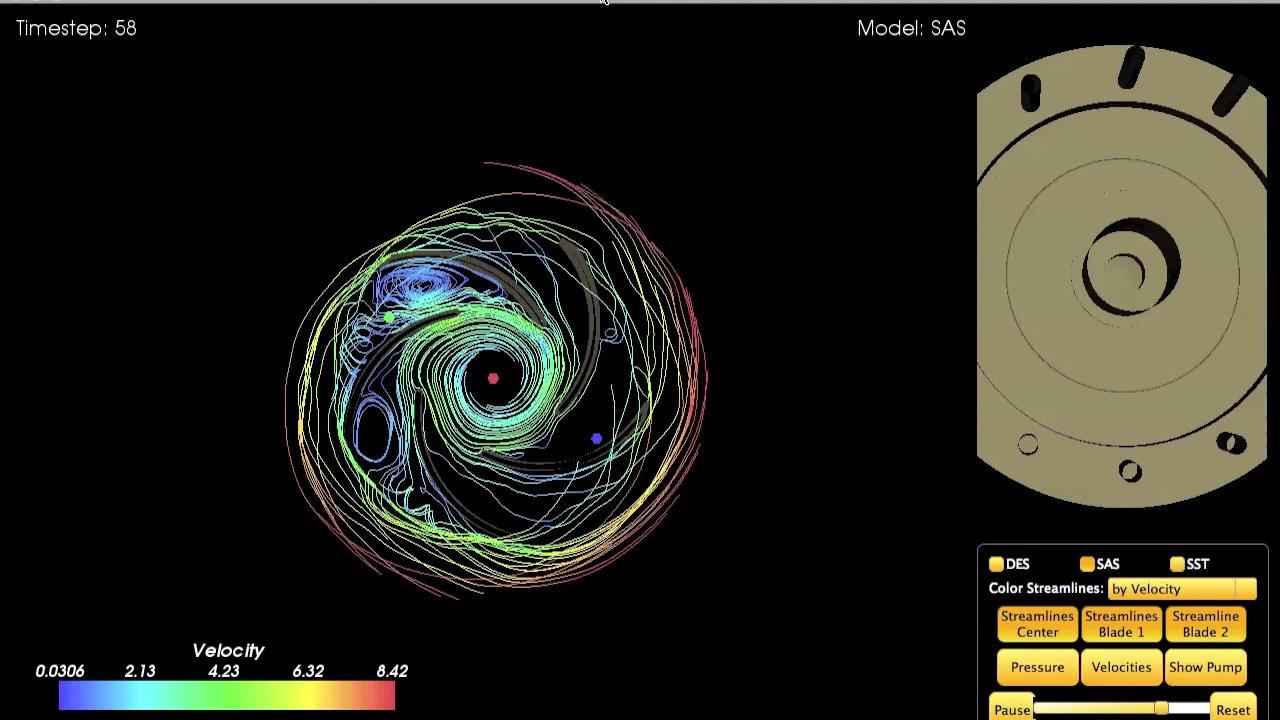 Timestep: 58
Model: SAS
DES SAS SST
Color Streamlines: by Velocity
Streamlines Center
Streamlines Blade 1
Streamline Blade 2
Pressure
Velocities
Show Pump
Pause
Reset
Velocity
0.0306 2.13 4.23 6.32 8.42